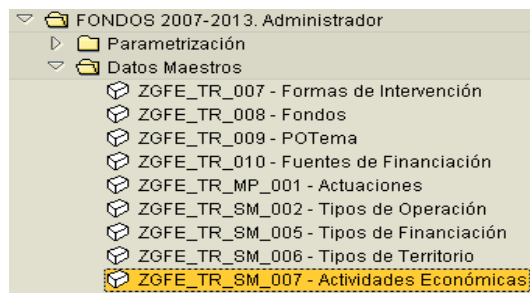 FONDOS 2007-2013. Administrador
Parametrización
Datos Maestros
ZGFE_TR_007 - Formas de Intervención
ZGFE_TR_008 - Fondos
ZGFE_TR_009 - POTema
ZGFE_TR_010 - Fuentes de Financiación
ZGFE_TR_MP_001 - Actuaciones
ZGFE_TR_SM_002 - Tipos de Operación
ZGFE_TR_SM_005 - Tipos de Financiación
ZGFE_TR_SM_006 - Tipos de Territorio
ZGFE_TR_SM_007 - Actividades Económicas